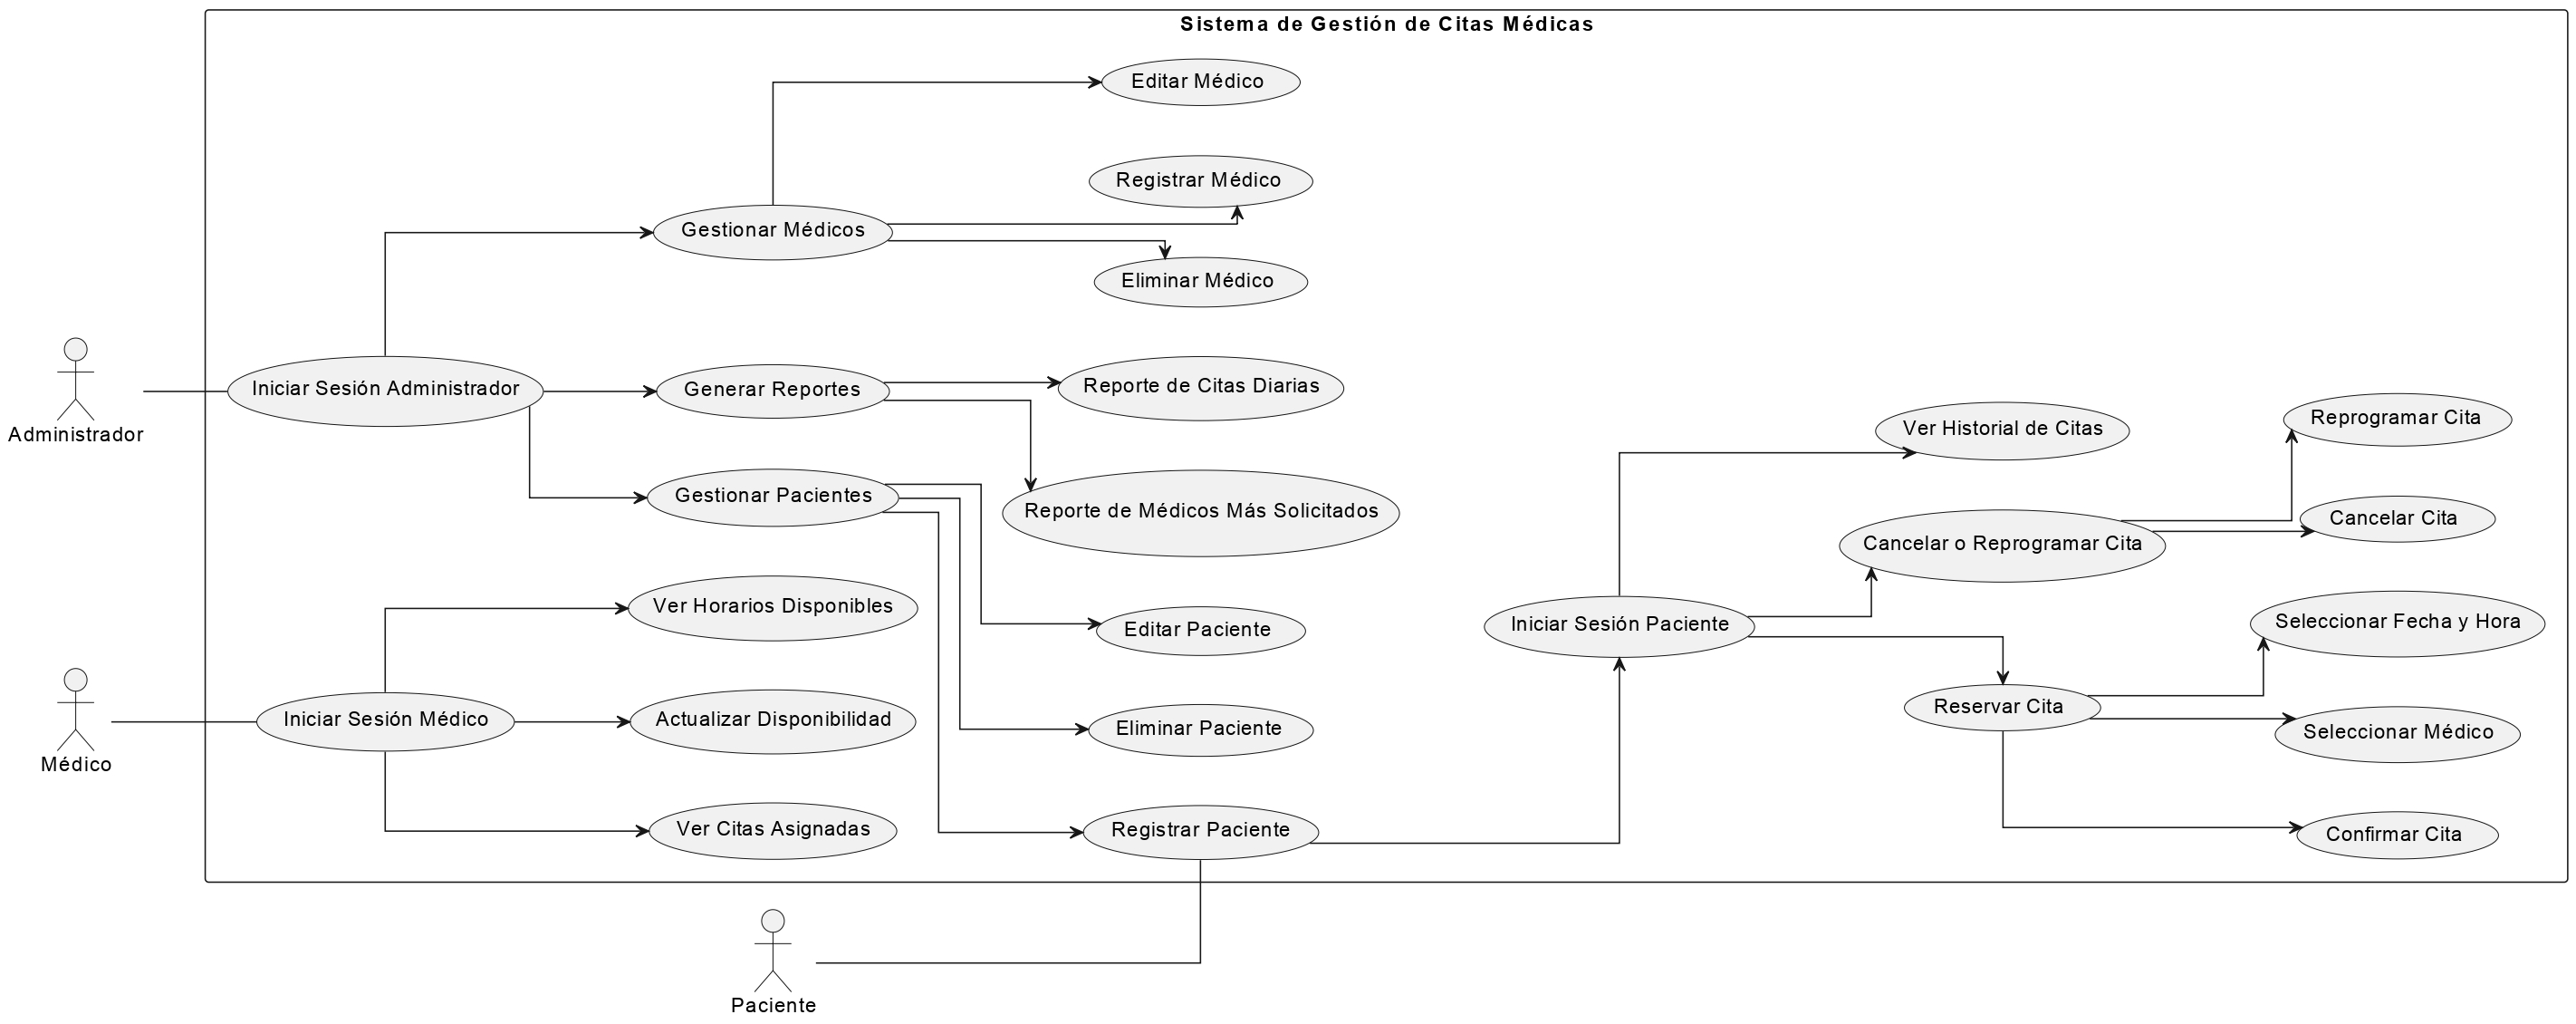 Sistema de Gestión de Citas Médicas
Editar Médico
Registrar Médico
Gestionar Médicos
Eliminar Médico
Iniciar Sesión Administrador
Generar Reportes
Reporte de Citas Diarias
Administrador
Ver Historial de Citas
Reprogramar Cita
Gestionar Pacientes
Reporte de Médicos Más Solicitados
Cancelar o Reprogramar Cita
Cancelar Cita
Ver Horarios Disponibles
Editar Paciente
Iniciar Sesión Paciente
Seleccionar Fecha y Hora
Iniciar Sesión Médico
Actualizar Disponibilidad
Eliminar Paciente
Reservar Cita
Seleccionar Médico
Médico
Ver Citas Asignadas
Registrar Paciente
Confirmar Cita
Paciente